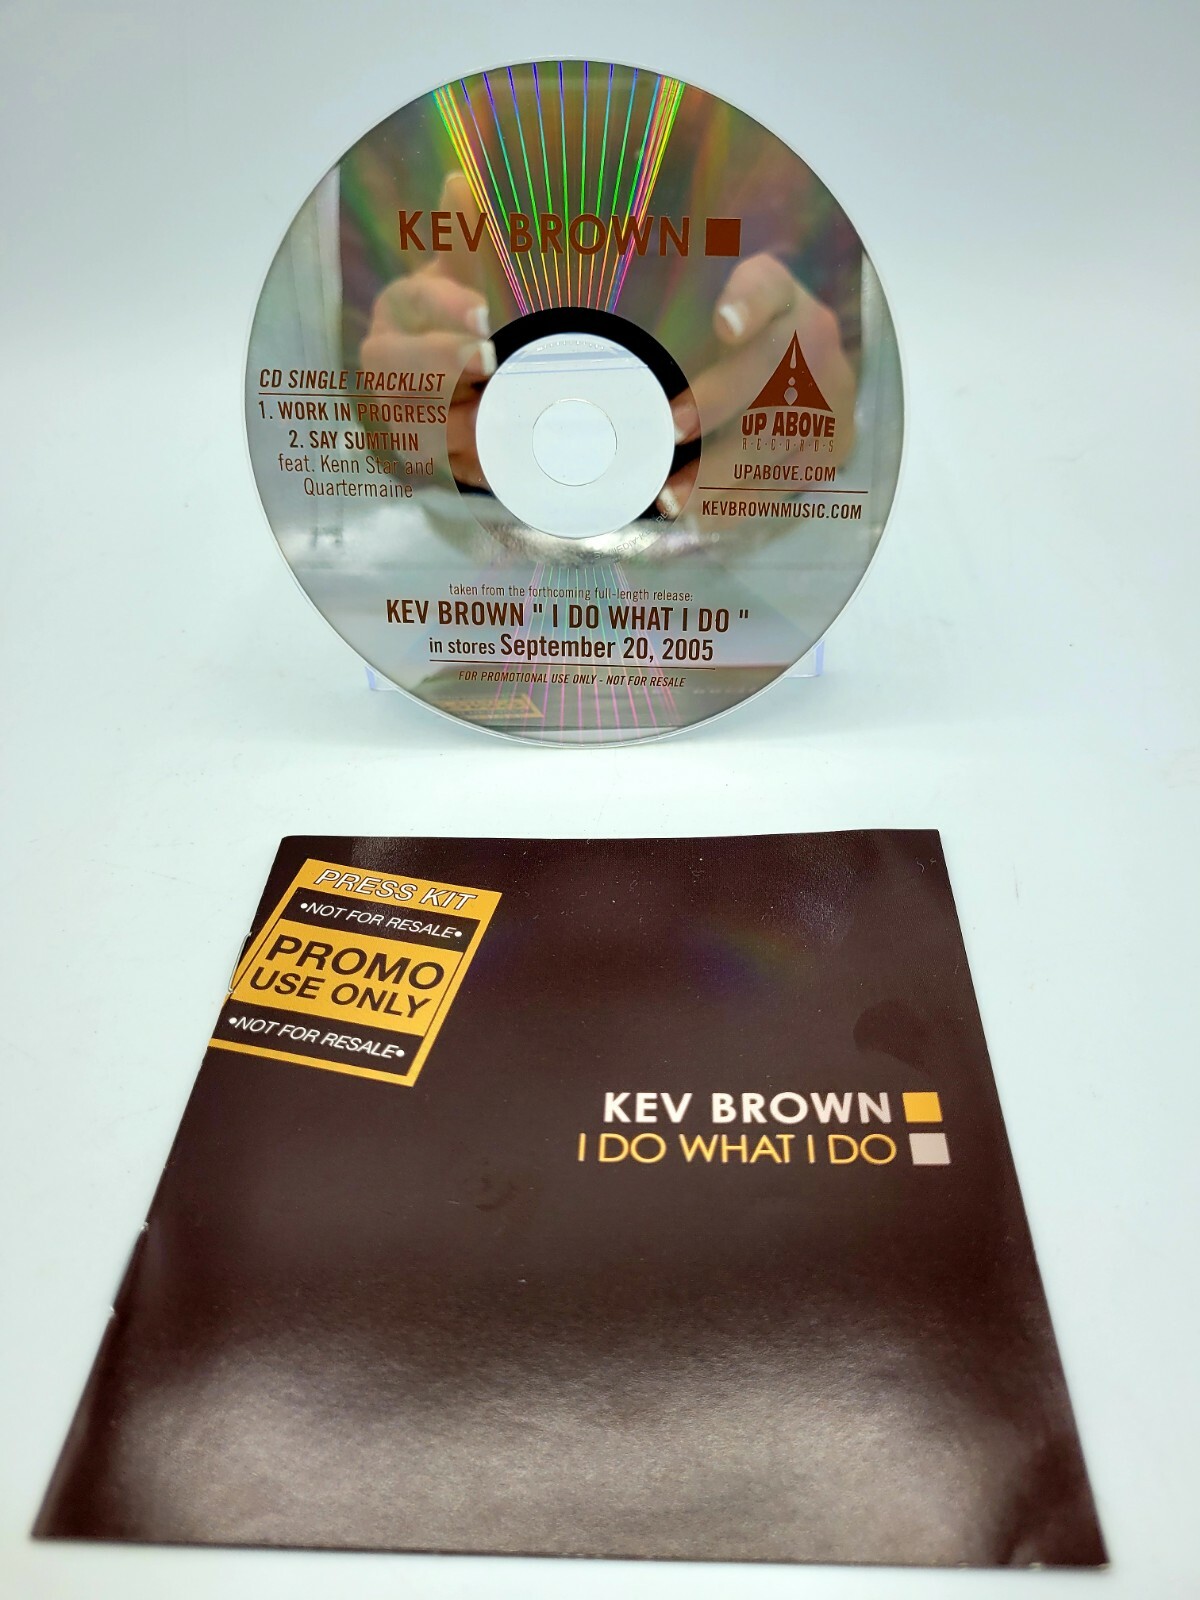 KEV BROWN
CD SINGLE TRACKLIST
1. WORK IN PROGRESS
2. SAY SUMTHIN
feat. Kenn Star and
Quartermaine
UP ABOVE
R·E·C·O·R·D·S
UPABOVE.COM
KEVBROWNMUSIC.COM
taken from the forthcoming full-length release:
KEV BROWN " I DO WHAT I DO "
in stores September 20, 2005
FOR PROMOTIONAL USE ONLY - NOT FOR RESALE
PRESS KIT
•NOT FOR RESALE•
PROMO
USE ONLY
•NOT FOR RESALE•
KEV BROWN
I DO WHAT I DO